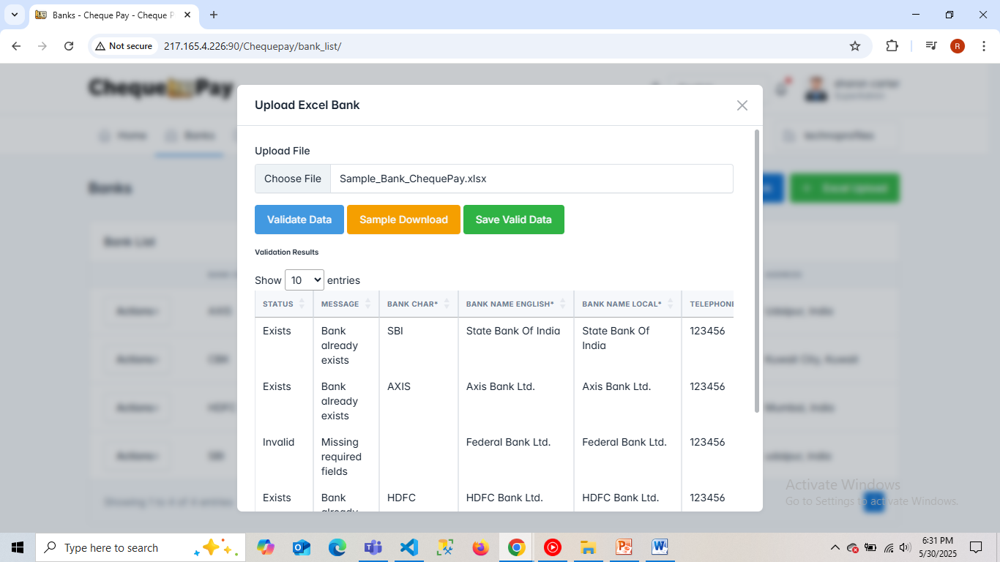 Banks - Cheque Pay - Cheque P
Not secure
217.165.4.226:90/Chequepay/bank_list/
R
Cheque Pay
sharon carter
Home
Banks
technoprofiles
Upload Excel Bank
Upload File
Choose File
Sample_Bank_ChequePay.xlsx
Validate Data
Sample Download
Save Valid Data
Banks
Excel Upload
Validation Results
Bank List
Show 10 entries
STATUS MESSAGE BANK CHAR* BANK NAME ENGLISH* BANK NAME LOCAL* TELEPHONE
ADDRESS
Exists Bank already exists SBI State Bank Of India State Bank Of India 123456
Exists Bank already exists AXIS Axis Bank Ltd. Axis Bank Ltd. 123456
Invalid Missing required fields Federal Bank Ltd. Federal Bank Ltd. 123456
Exists Bank already HDFC HDFC Bank Ltd. HDFC Bank Ltd. 123456
Actions AXIS Udaipur, India
Actions Kuwait City, Kuwait
Actions HDFC Mumbai, India
Actions SBI udaipur, India
Showing 1 to 4 of 4 entries
Activate Windows
Go to Settings to activate Windows.
Type here to search
6:31 PM
5/30/2025